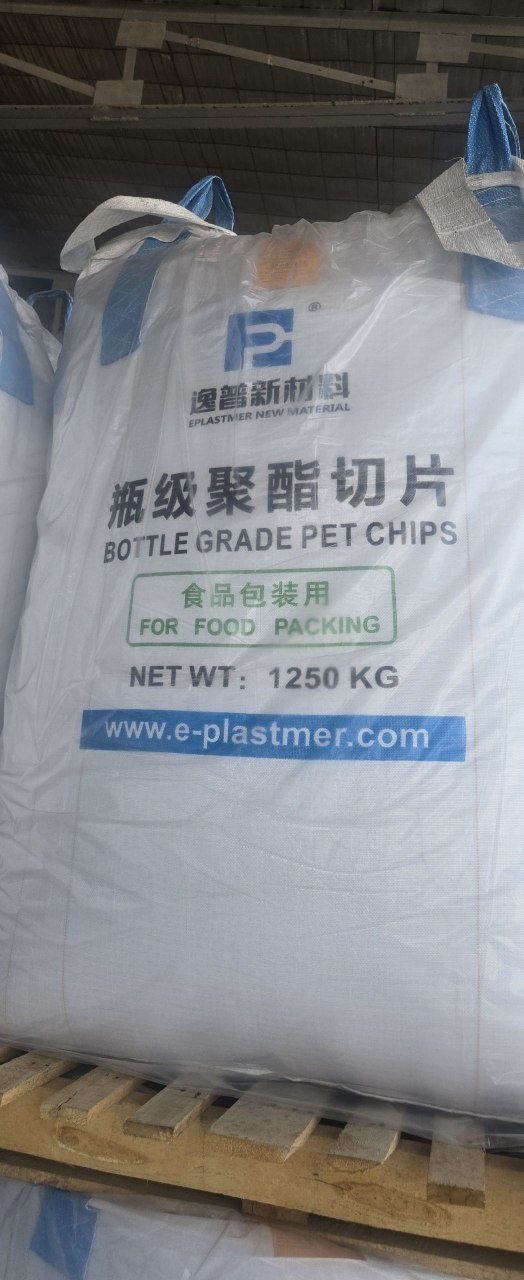 ®
逸普新材料
EPLASTMER NEW MATERIAL
瓶级聚酯切片
BOTTLE GRADE PET CHIPS
食品包装用
FOR FOOD PACKING
NET WT: 1250 KG
www.e-plastmer.com